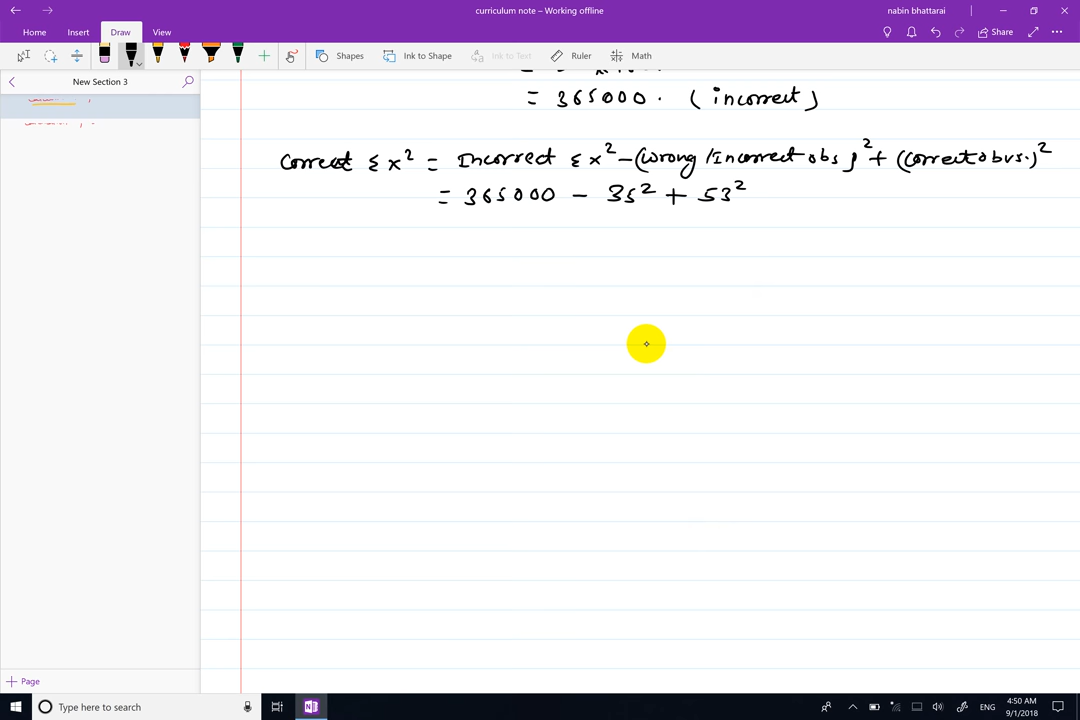 curriculum note – Working offline
nabin bhattarai
Home Insert Draw View
Share
Shapes Ink to Shape Ink to Text Ruler Math
New Section 3
= 365000. (incorrect)
Correct Σx² = Incorrect Σx² - (wrong/Incorrect obs)² + (correct obvs.)²
= 365000 - 35² + 53²
+ Page
Type here to search
ENG
4:50 AM
9/1/2018